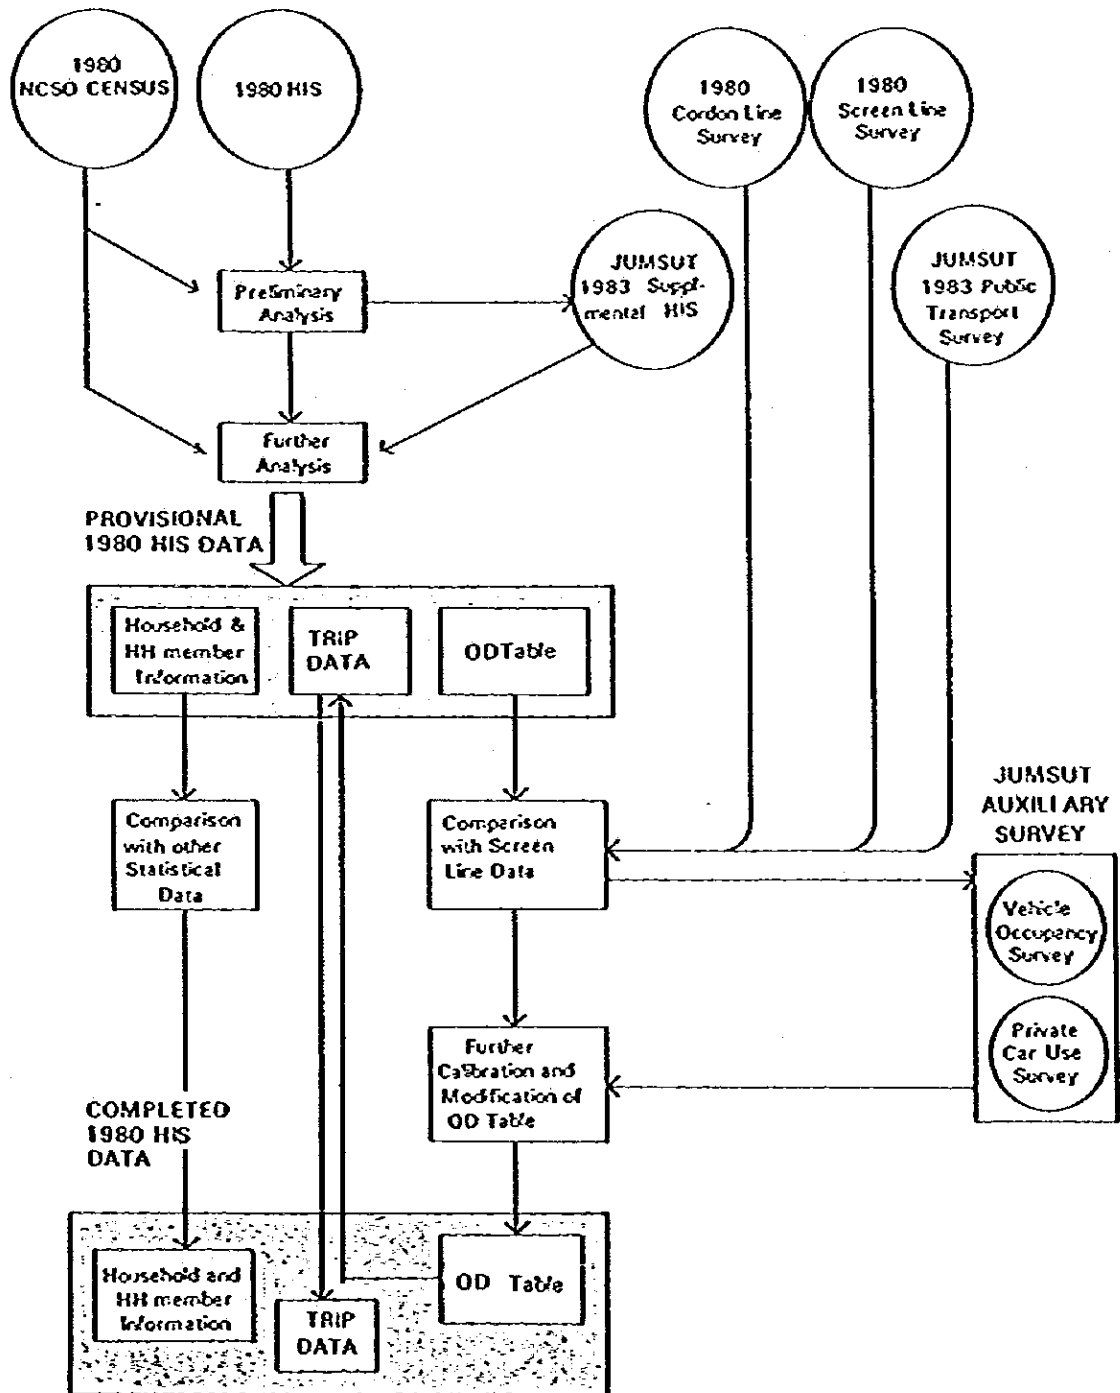 1980
NCSO CENSUS
1980 HIS
1980
Cordon Line
Survey
1980
Screen Line
Survey
JUMSUT
1983 Suppl-
mental HIS
JUMSUT
1983 Public
Transport
Survey
Preliminary
Analysis
Further
Analysis
PROVISIONAL
1980 HIS DATA
Household &
HH member
Information
TRIP
DATA
OD Table
Comparison
with other
Statistical
Data
Comparison
with Screen
Line Data
JUMSUT
AUXILIARY
SURVEY
Vehicle
Occupancy
Survey
Private
Car Use
Survey
Further
Calibration and
Modification of
OD Table
COMPLETED
1980 HIS
DATA
Household and
HH member
Information
TRIP
DATA
OD Table